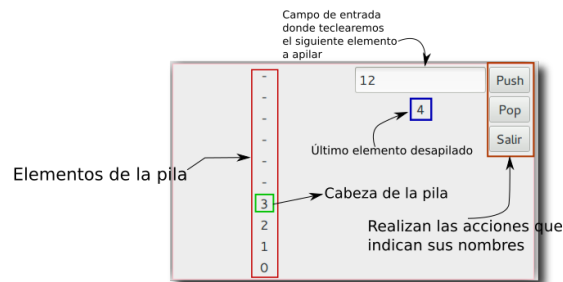 Campo de entrada
donde teclearemos
el siguiente elemento
a apilar
-
12
Push
-
4
Pop
-
Salir
-
Último elemento desapilado
-
Elementos de la pila
-
Cabeza de la pila
3
2
Realizan las acciones que
indican sus nombres
1
0